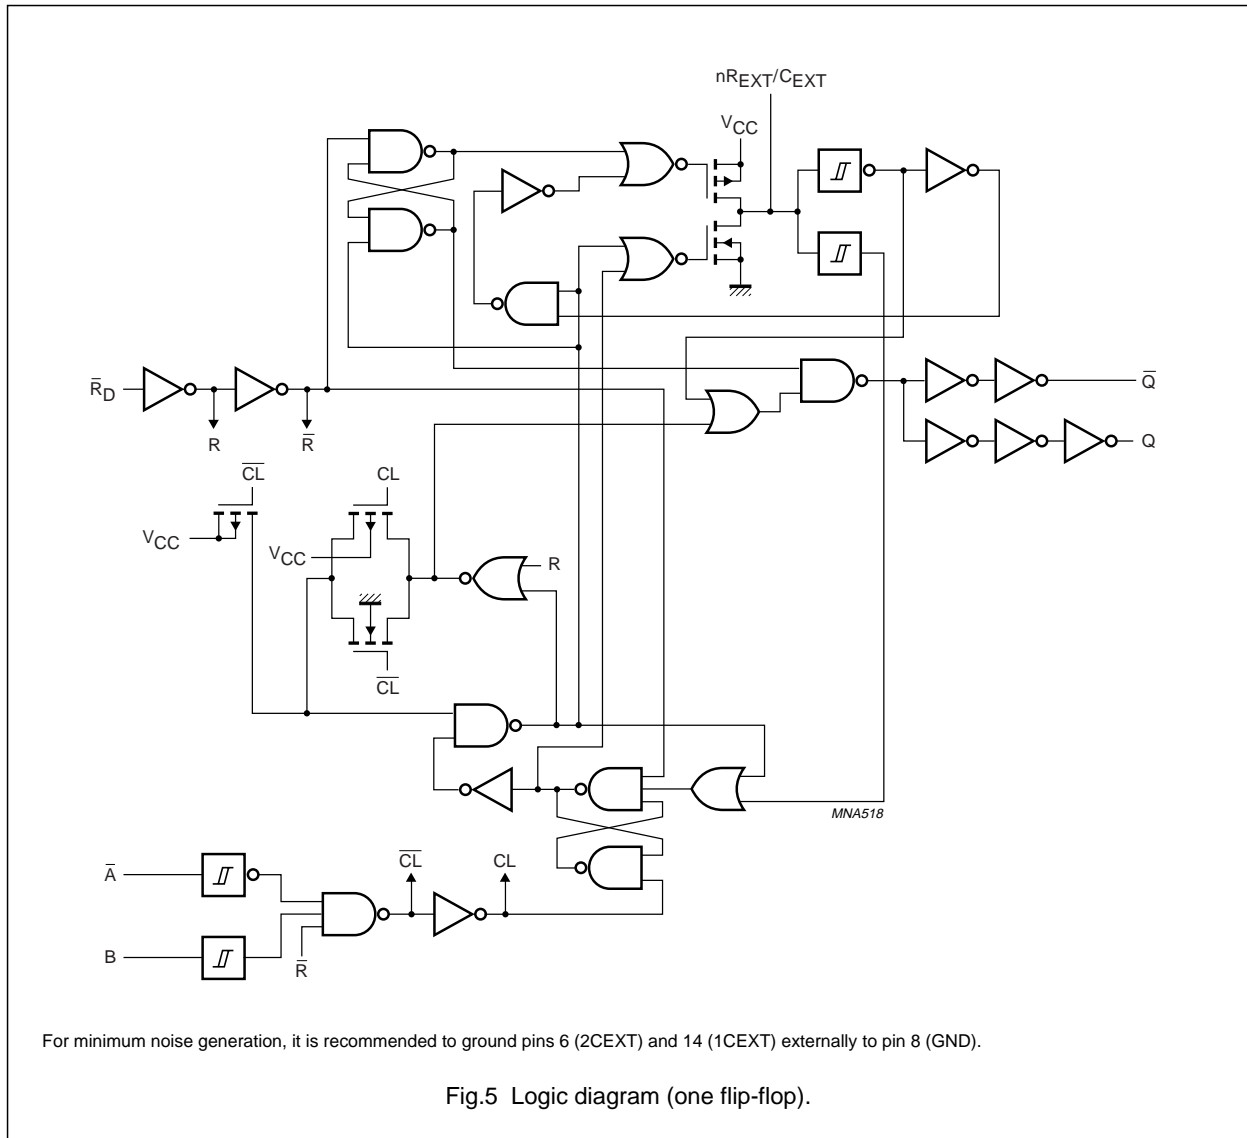 nREXT/CEXT
VCC
R̅D
R
R̅
Q̅
Q
C̅L̅
CL
VCC
VCC
R
C̅L̅
MNA518
A̅
C̅L̅
CL
B
R̅
For minimum noise generation, it is recommended to ground pins 6 (2CEXT) and 14 (1CEXT) externally to pin 8 (GND).
Fig.5 Logic diagram (one flip-flop).